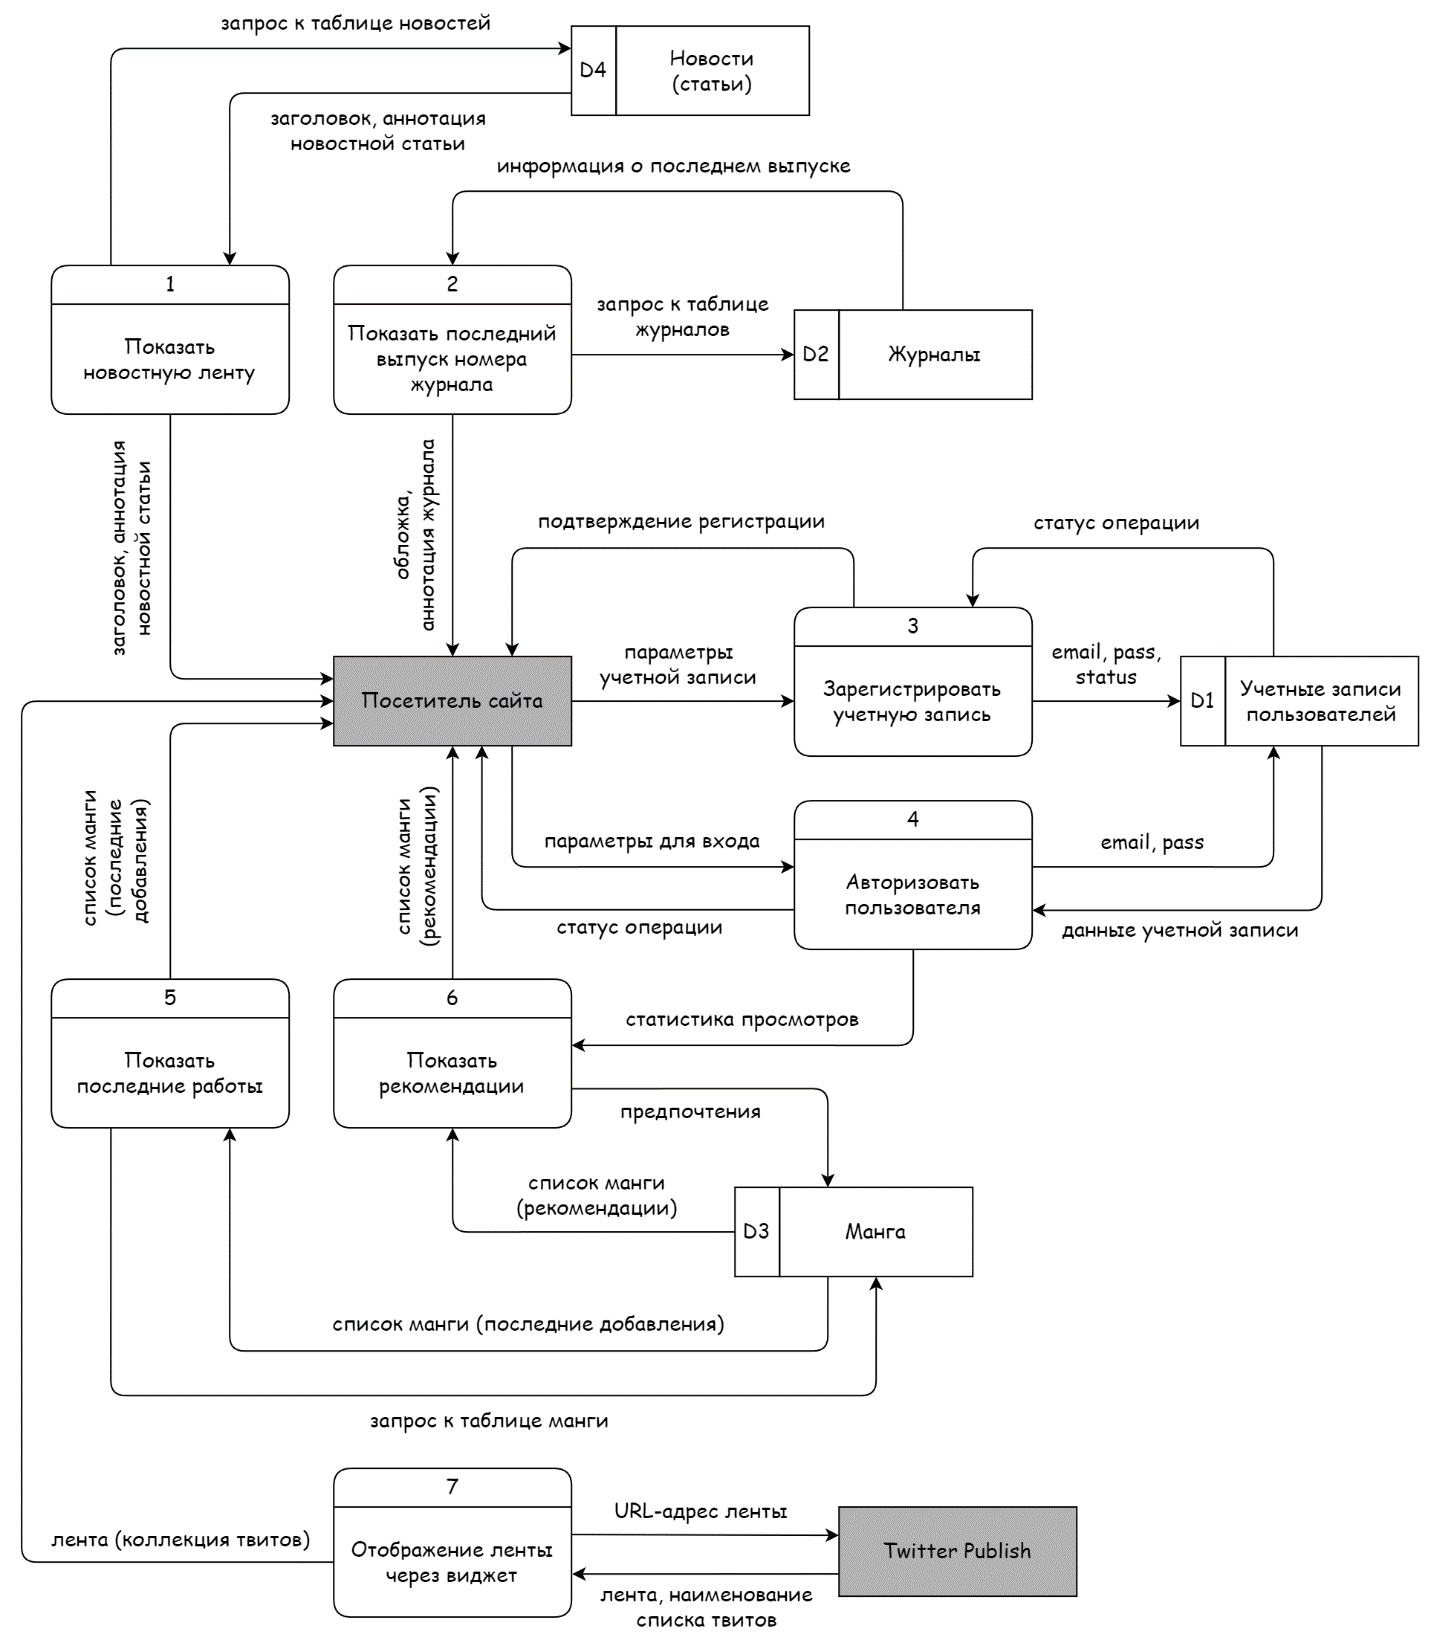 запрос к таблице новостей
D4
Новости
(статьи)
заголовок, аннотация
новостной статьи
информация о последнем выпуске
1
Показать
новостную ленту
2
Показать последний
выпуск номера
журнала
запрос к таблице
журналов
D2
Журналы
заголовок, аннотация
новостной статьи
обложка,
аннотация журнала
подтверждение регистрации
статус операции
Посетитель сайта
параметры
учетной записи
3
Зарегистрировать
учетную запись
email, pass,
status
D1
Учетные записи
пользователей
список манги
(последние
добавления)
список манги
(рекомендации)
параметры для входа
статус операции
4
Авторизовать
пользователя
email, pass
данные учетной записи
5
Показать
последние работы
6
Показать
рекомендации
статистика просмотров
предпочтения
список манги
(рекомендации)
D3
Манга
список манги (последние добавления)
запрос к таблице манги
лента (коллекция твитов)
7
Отображение ленты
через виджет
URL-адрес ленты
Twitter Publish
лента, наименование
списка твитов